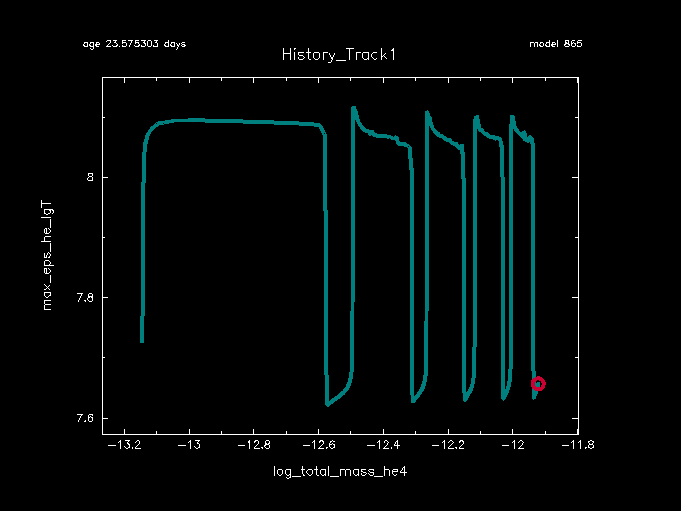 age 23.575303 days
model 865
History_Track1
max_eps_he_lgT
8
7.8
7.6
−13.2 −13 −12.8 −12.6 −12.4 −12.2 −12 −11.8
log_total_mass_he4